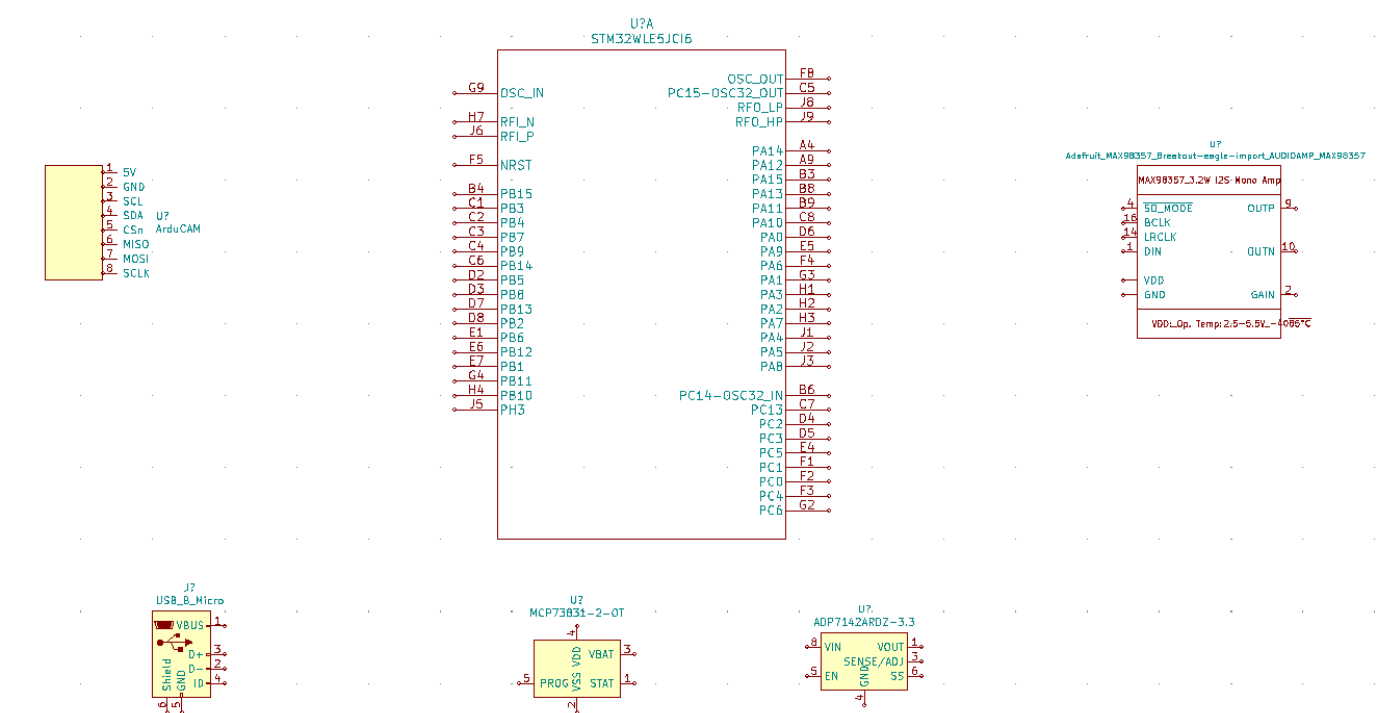 U?A
STM32WLE5JCI6
G9 OSC_IN
H7 RFI_N
J6 RFI_P
F5 NRST
B4 PB15
C1 PB3
C2 PB4
C3 PB7
C4 PB9
C6 PB14
D2 PB5
D3 PB8
D7 PB13
D8 PB2
E1 PB6
E6 PB12
E7 PB1
G4 PB11
H4 PB10
J5 PH3
OSC_OUT F8
PC15-OSC32_OUT C5
RFO_LP J8
RFO_HP J9
PA14 A4
PA12 A9
PA15 B3
PA13 B8
PA11 B9
PA10 C8
PA0 D6
PA9 E5
PA6 F4
PA1 G3
PA3 H1
PA2 H2
PA7 H3
PA4 J1
PA5 J2
PA8 J3
PC14-OSC32_IN B6
PC13 C7
PC2 D4
PC3 D5
PC5 E4
PC1 F1
PC0 F2
PC4 F3
PC6 G2
1 5V
2 GND
3 SCL
4 SDA
5 CSn
6 MISO
7 MOSI
8 SCLK
U?
ArduCAM
U?
Adafruit_MAX98357_Breakout-eagle-import_AUDIOAMP_MAX98357
MAX98357_3.2W I2S Mono Amp
4 SD_MODE
16 BCLK
14 LRCLK
1 DIN
VDD
GND
OUTP 9
OUTN 10
GAIN 2
VDD:_Op. Temp: 2.5-5.5V_-4085°C
J?
USB_B_Micro
VBUS 1
D+ 3
D- 2
ID 4
Shield 6
GND 5
U?
MCP73831-2-OT
4 VDD
VBAT 3
5 PROG
STAT 1
VSS 2
U?
ADP7142ARDZ-3.3
8 VIN
VOUT 1
SENSE/ADJ 3
5 EN
SS 6
GND 4